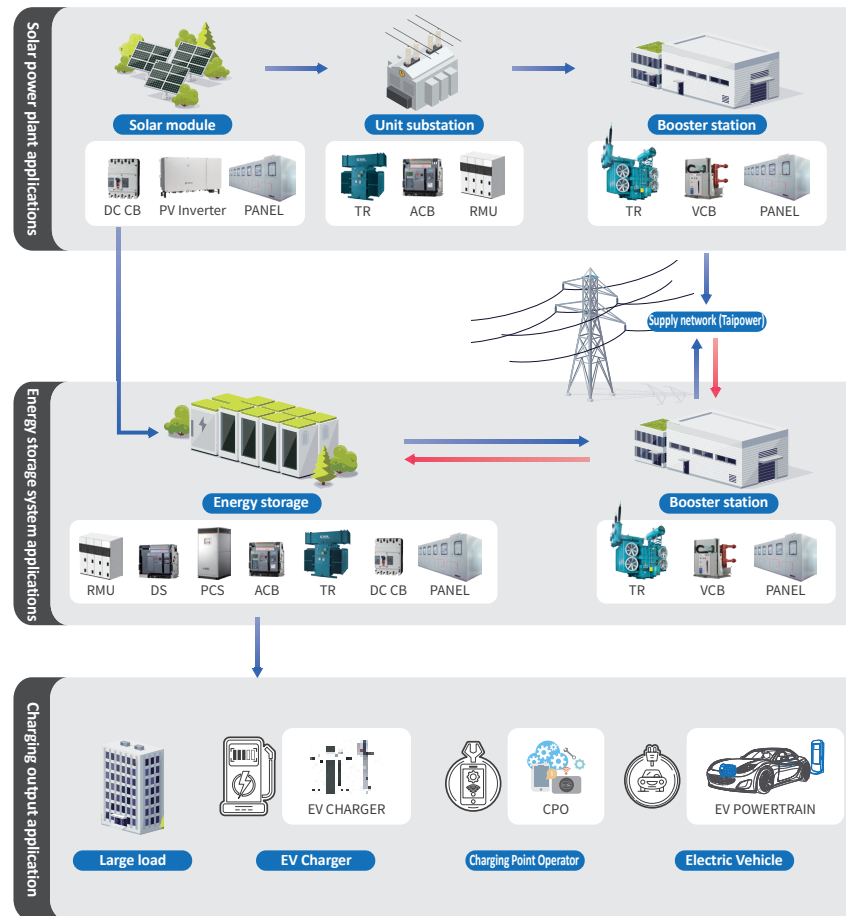 Solar power plant applications
Solar module
Unit substation
Booster station
DC CB
PV Inverter
PANEL
TR
ACB
RMU
TR
VCB
PANEL
Supply network (Taipower)
Energy storage system applications
Energy storage
Booster station
RMU
DS
PCS
ACB
TR
DC CB
PANEL
TR
VCB
PANEL
Charging output application
EV CHARGER
CPO
EV POWERTRAIN
Large load
EV Charger
Charging Point Operator
Electric Vehicle